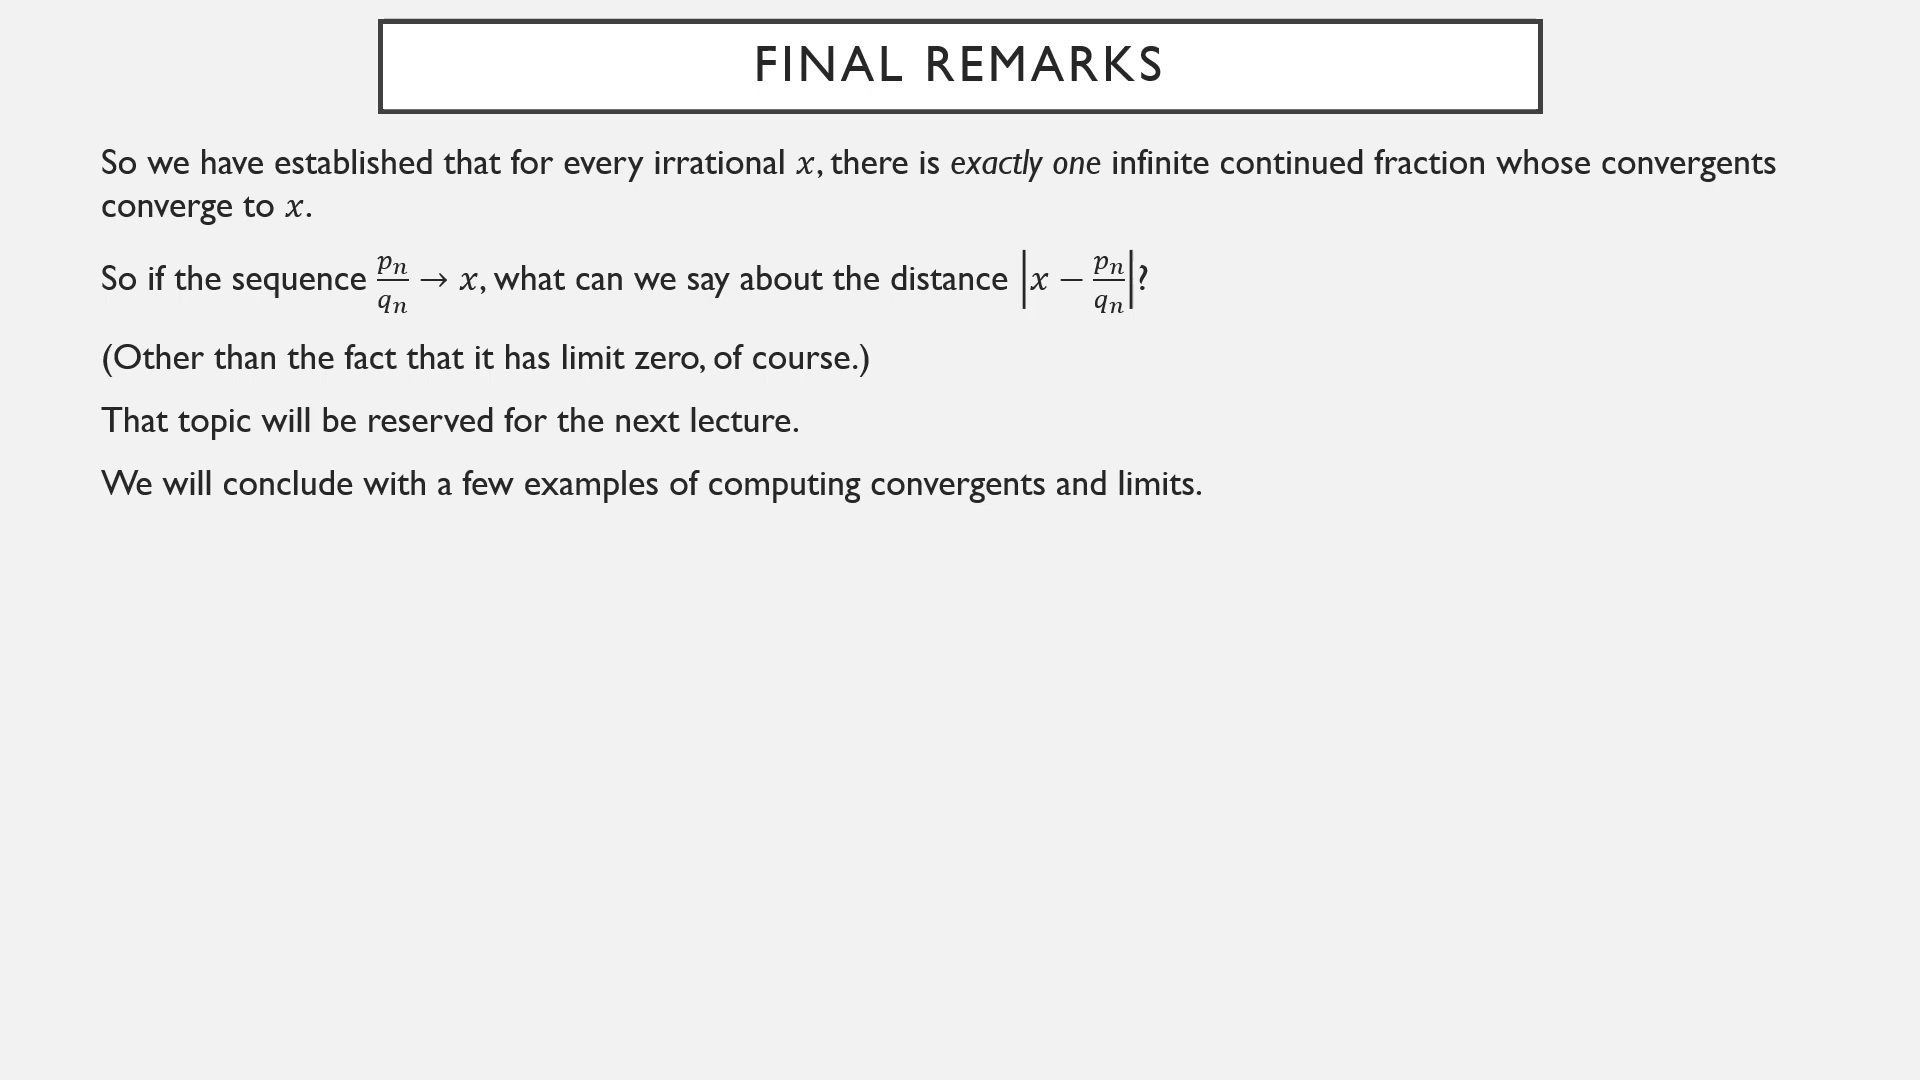 FINAL REMARKS
So we have established that for every irrational x, there is exactly one infinite continued fraction whose convergents
converge to x.
So if the sequence pₙ/qₙ → x, what can we say about the distance |x − pₙ/qₙ|?
(Other than the fact that it has limit zero, of course.)
That topic will be reserved for the next lecture.
We will conclude with a few examples of computing convergents and limits.